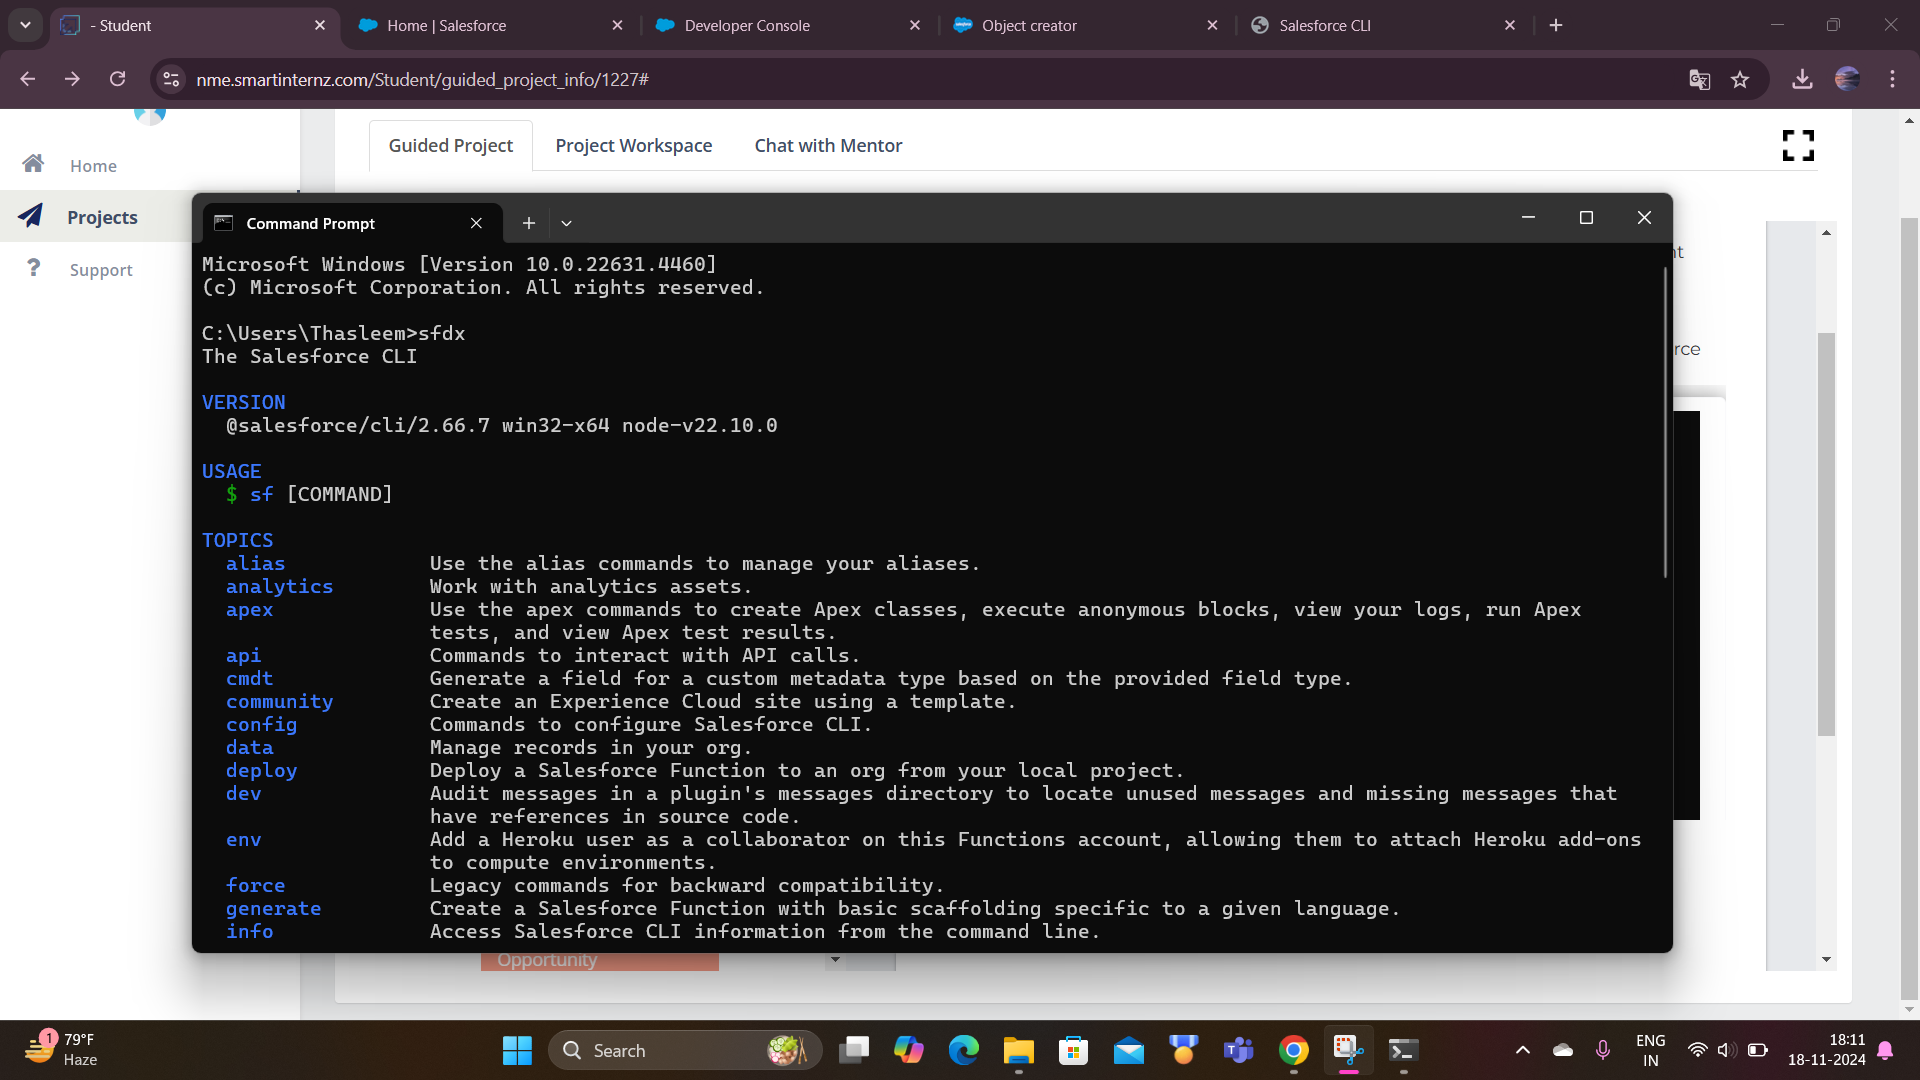 - Student
Home | Salesforce
Developer Console
Object creator
Salesforce CLI
nme.smartinternz.com/Student/guided_project_info/1227#
Guided Project
Project Workspace
Chat with Mentor
Home
Projects
Support
Command Prompt
Microsoft Windows [Version 10.0.22631.4460]
(c) Microsoft Corporation. All rights reserved.
C:\Users\Thasleem>sfdx
The Salesforce CLI
VERSION
@salesforce/cli/2.66.7 win32-x64 node-v22.10.0
USAGE
$ sf [COMMAND]
TOPICS
alias Use the alias commands to manage your aliases.
analytics Work with analytics assets.
apex Use the apex commands to create Apex classes, execute anonymous blocks, view your logs, run Apex
tests, and view Apex test results.
api Commands to interact with API calls.
cmdt Generate a field for a custom metadata type based on the provided field type.
community Create an Experience Cloud site using a template.
config Commands to configure Salesforce CLI.
data Manage records in your org.
deploy Deploy a Salesforce Function to an org from your local project.
dev Audit messages in a plugin's messages directory to locate unused messages and missing messages that
have references in source code.
env Add a Heroku user as a collaborator on this Functions account, allowing them to attach Heroku add-ons
to compute environments.
force Legacy commands for backward compatibility.
generate Create a Salesforce Function with basic scaffolding specific to a given language.
info Access Salesforce CLI information from the command line.
rce
Opportunity
1
79°F
Haze
Search
ENG
IN
18:11
18-11-2024